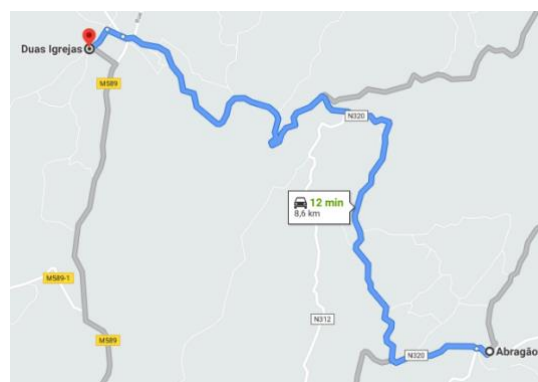 Duas Igrejas
M589
N320
12 min
8,6 km
M589-1
N312
M589
N320
Abragão